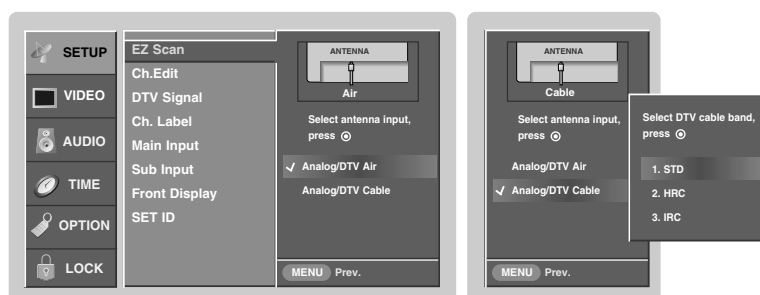 SETUP
VIDEO
AUDIO
TIME
OPTION
LOCK
EZ Scan
Ch.Edit
DTV Signal
Ch. Label
Main Input
Sub Input
Front Display
SET ID
ANTENNA
Air
Select antenna input,
press
Analog/DTV Air
Analog/DTV Cable
MENU Prev.
ANTENNA
Cable
Select antenna input,
press
Analog/DTV Air
Analog/DTV Cable
MENU Prev.
Select DTV cable band,
press
1. STD
2. HRC
3. IRC